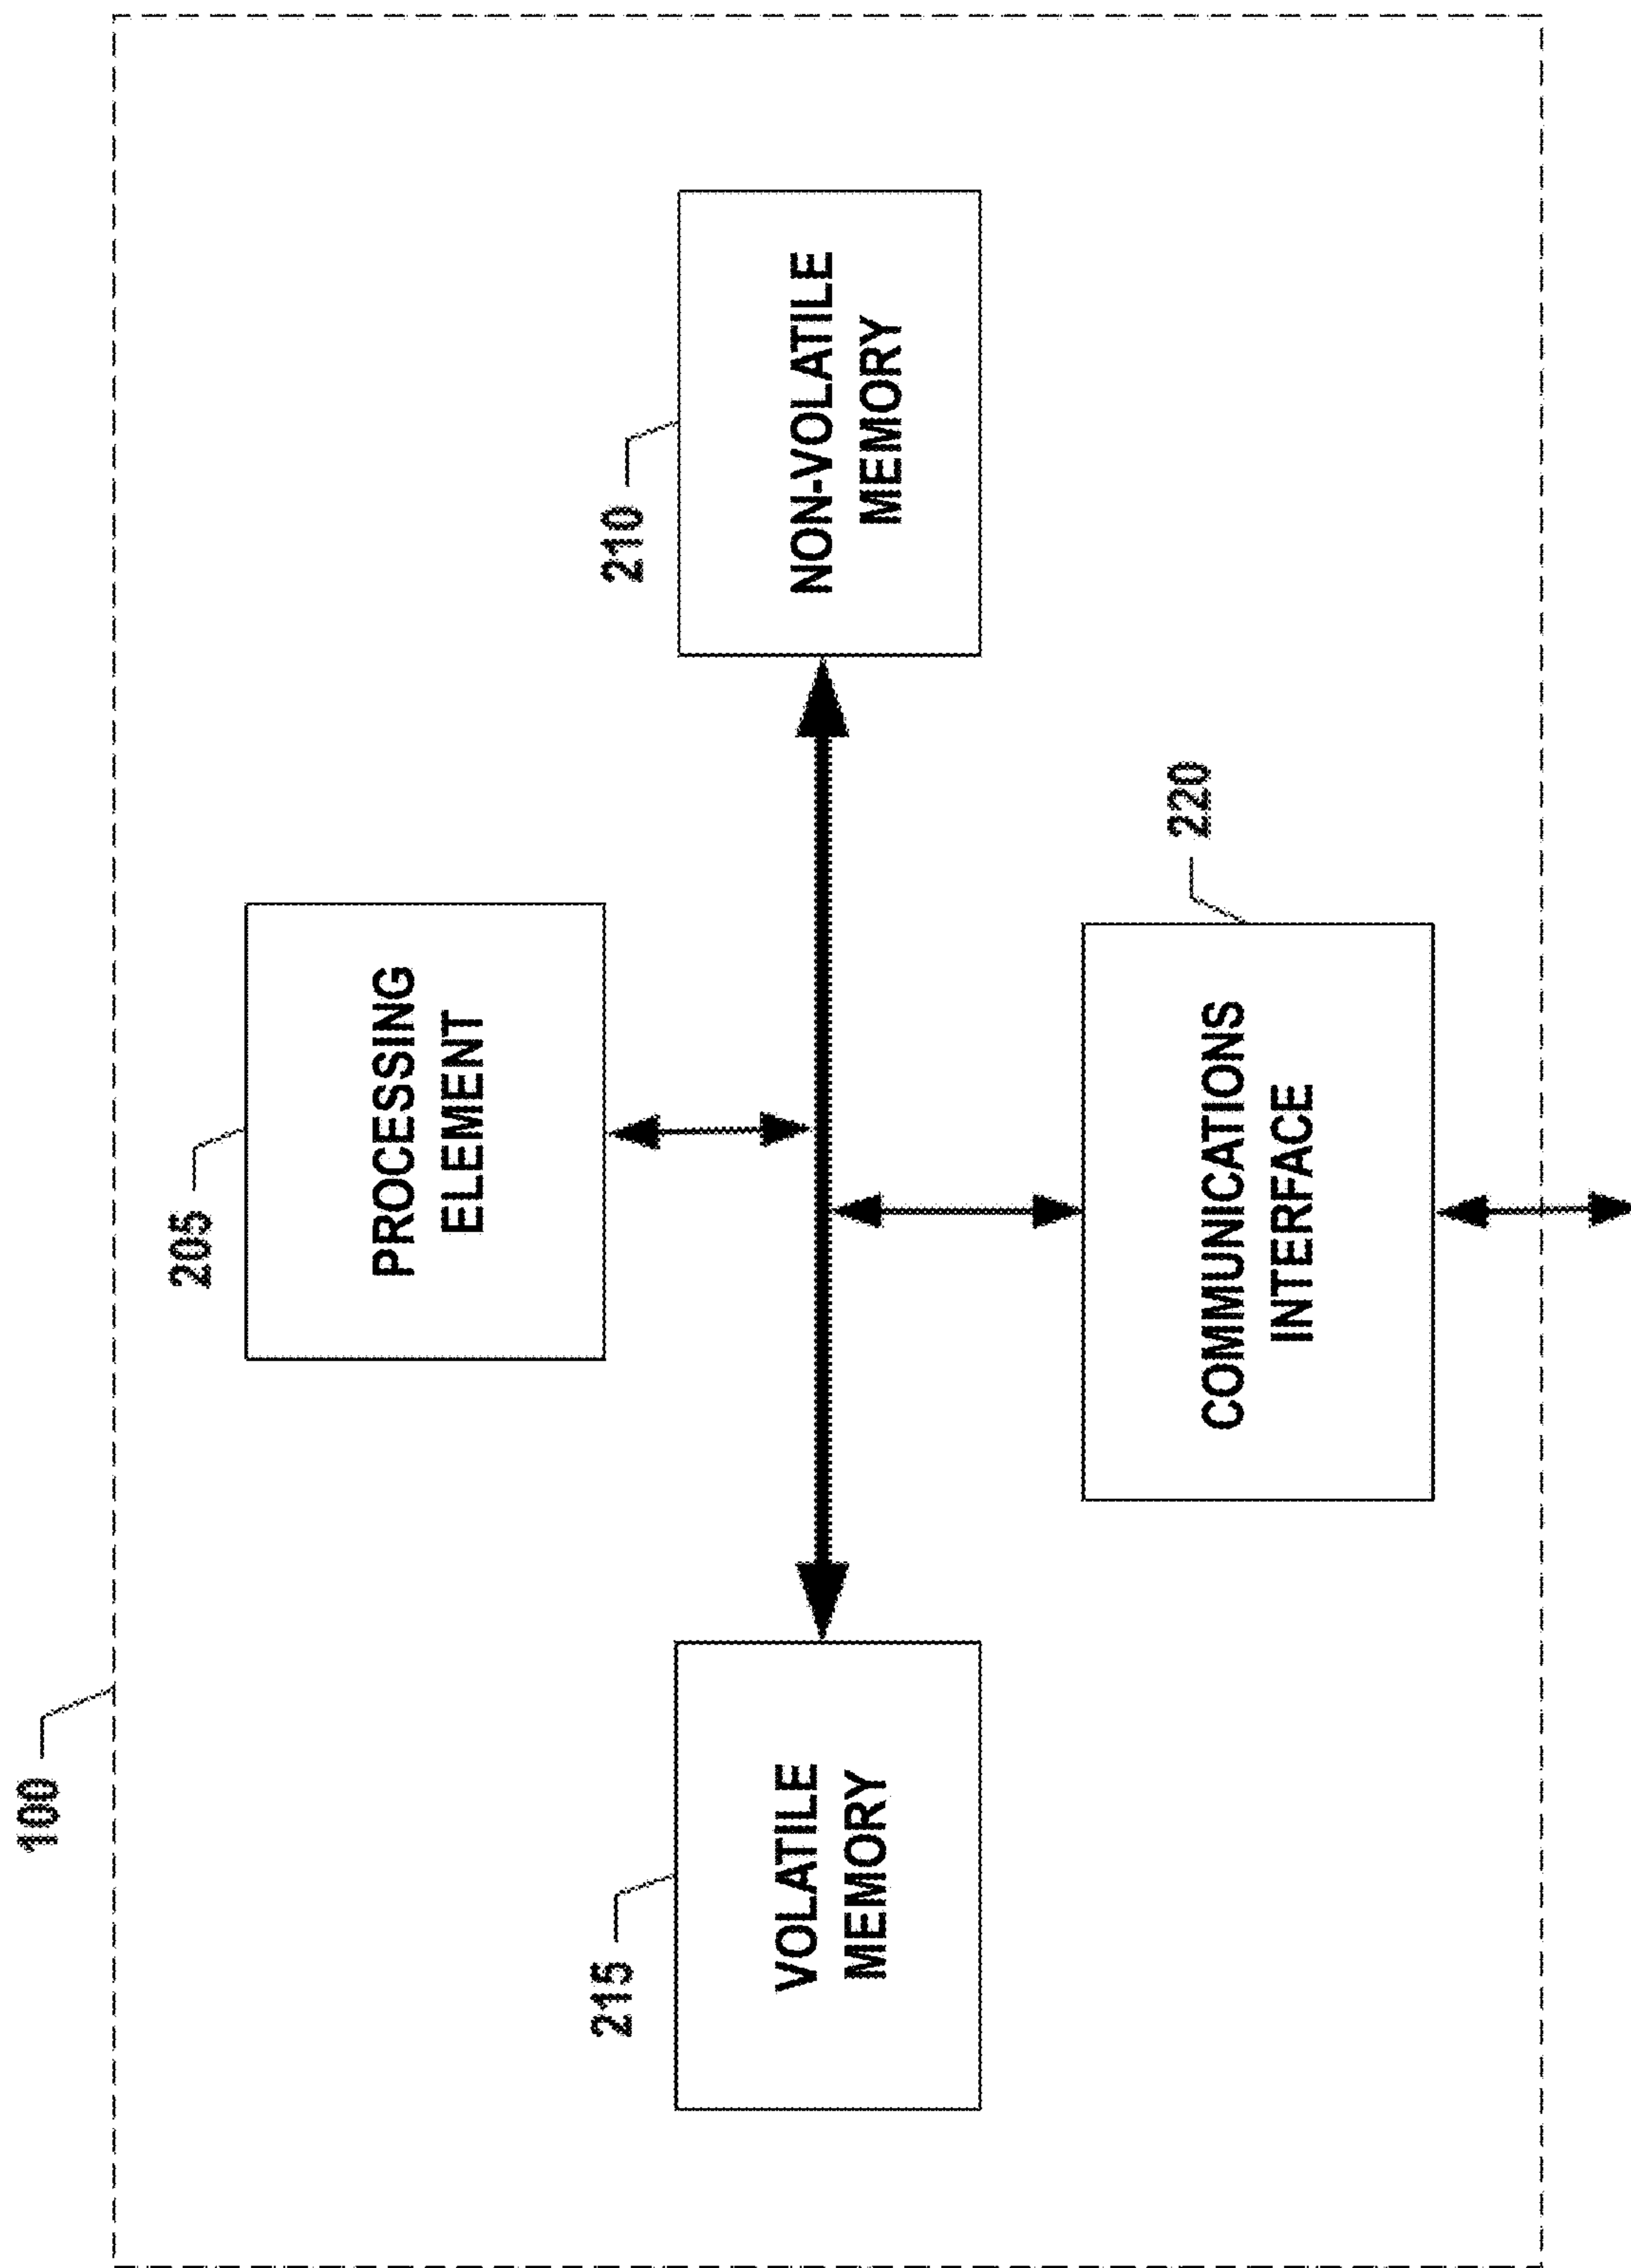 100
205
PROCESSING
ELEMENT
215
VOLATILE
MEMORY
210
NON-VOLATILE
MEMORY
COMMUNICATIONS
INTERFACE
220